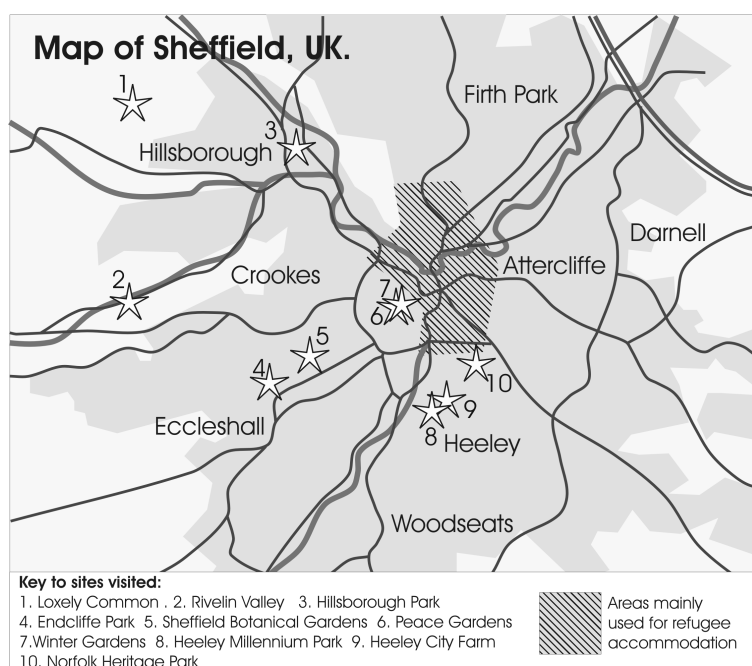 Map of Sheffield, UK.
1
Firth Park
3
Hillsborough
Darnell
2
Crookes
Attercliffe
7
6
5
4
10
9
8
Eccleshall
Heeley
Woodseats
Key to sites visited:
1. Loxely Common . 2. Rivelin Valley 3. Hillsborough Park
4. Endcliffe Park 5. Sheffield Botanical Gardens 6. Peace Gardens
7.Winter Gardens 8. Heeley Millennium Park 9. Heeley City Farm
10. Norfolk Heritage Park
Areas mainly
used for refugee
accommodation